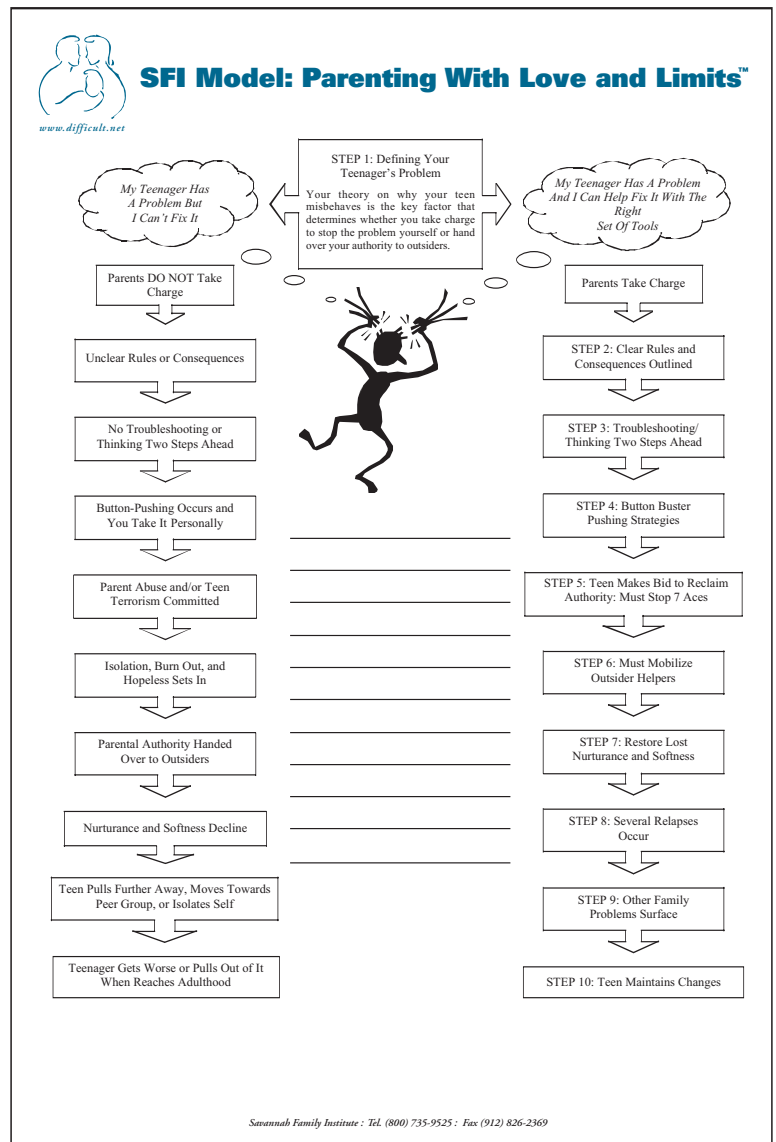 SFI Model: Parenting With Love and Limits™
www.difficult.net
STEP 1: Defining Your
Teenager's Problem
Your theory on why your teen
misbehaves is the key factor that
determines whether you take charge
to stop the problem yourself or hand
over your authority to outsiders.
My Teenager Has
A Problem But
I Can't Fix It
Parents DO NOT Take
Charge
Unclear Rules or Consequences
No Troubleshooting or
Thinking Two Steps Ahead
Button-Pushing Occurs and
You Take It Personally
Parent Abuse and/or Teen
Terrorism Committed
Isolation, Burn Out, and
Hopeless Sets In
Parental Authority Handed
Over to Outsiders
Nurturance and Softness Decline
Teen Pulls Further Away, Moves Towards
Peer Group, or Isolates Self
Teenager Gets Worse or Pulls Out of It
When Reaches Adulthood
My Teenager Has A Problem
And I Can Help Fix It With The
Right
Set Of Tools
Parents Take Charge
STEP 2: Clear Rules and
Consequences Outlined
STEP 3: Troubleshooting/
Thinking Two Steps Ahead
STEP 4: Button Buster
Pushing Strategies
STEP 5: Teen Makes Bid to Reclaim
Authority: Must Stop 7 Aces
STEP 6: Must Mobilize
Outsider Helpers
STEP 7: Restore Lost
Nurturance and Softness
STEP 8: Several Relapses
Occur
STEP 9: Other Family
Problems Surface
STEP 10: Teen Maintains Changes
Savannah Family Institute : Tel. (800) 735-9525 : Fax (912) 826-2369